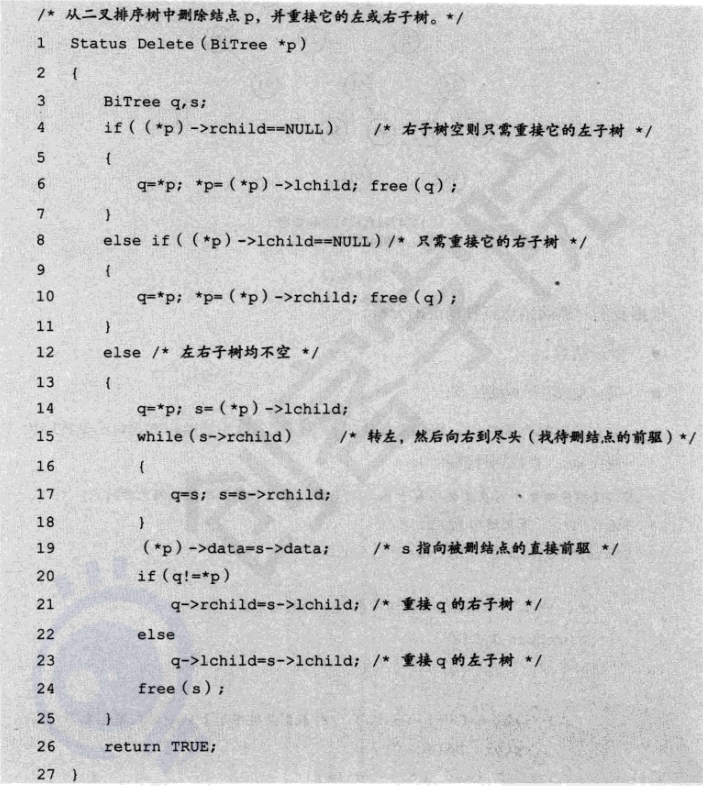 /* 从二叉排序树中删除结点 p，并重接它的左或右子树。*/
1 Status Delete(BiTree *p)
2 {
3 BiTree q,s;
4 if((*p)->rchild==NULL) /* 右子树空则只需重接它的左子树 */
5 {
6 q=*p; *p=(*p)->lchild; free(q);
7 }
8 else if((*p)->lchild==NULL)/* 只需重接它的右子树 */
9 {
10 q=*p; *p=(*p)->rchild; free(q);
11 }
12 else /* 左右子树均不空 */
13 {
14 q=*p; s=(*p)->lchild;
15 while(s->rchild) /* 转左，然后向右到尽头（找待删结点的前驱）*/
16 {
17 q=s; s=s->rchild;
18 }
19 (*p)->data=s->data; /* s 指向被删结点的直接前驱 */
20 if(q!=*p)
21 q->rchild=s->lchild; /* 重接 q 的右子树 */
22 else
23 q->lchild=s->lchild; /* 重接 q 的左子树 */
24 free(s);
25 }
26 return TRUE;
27 }